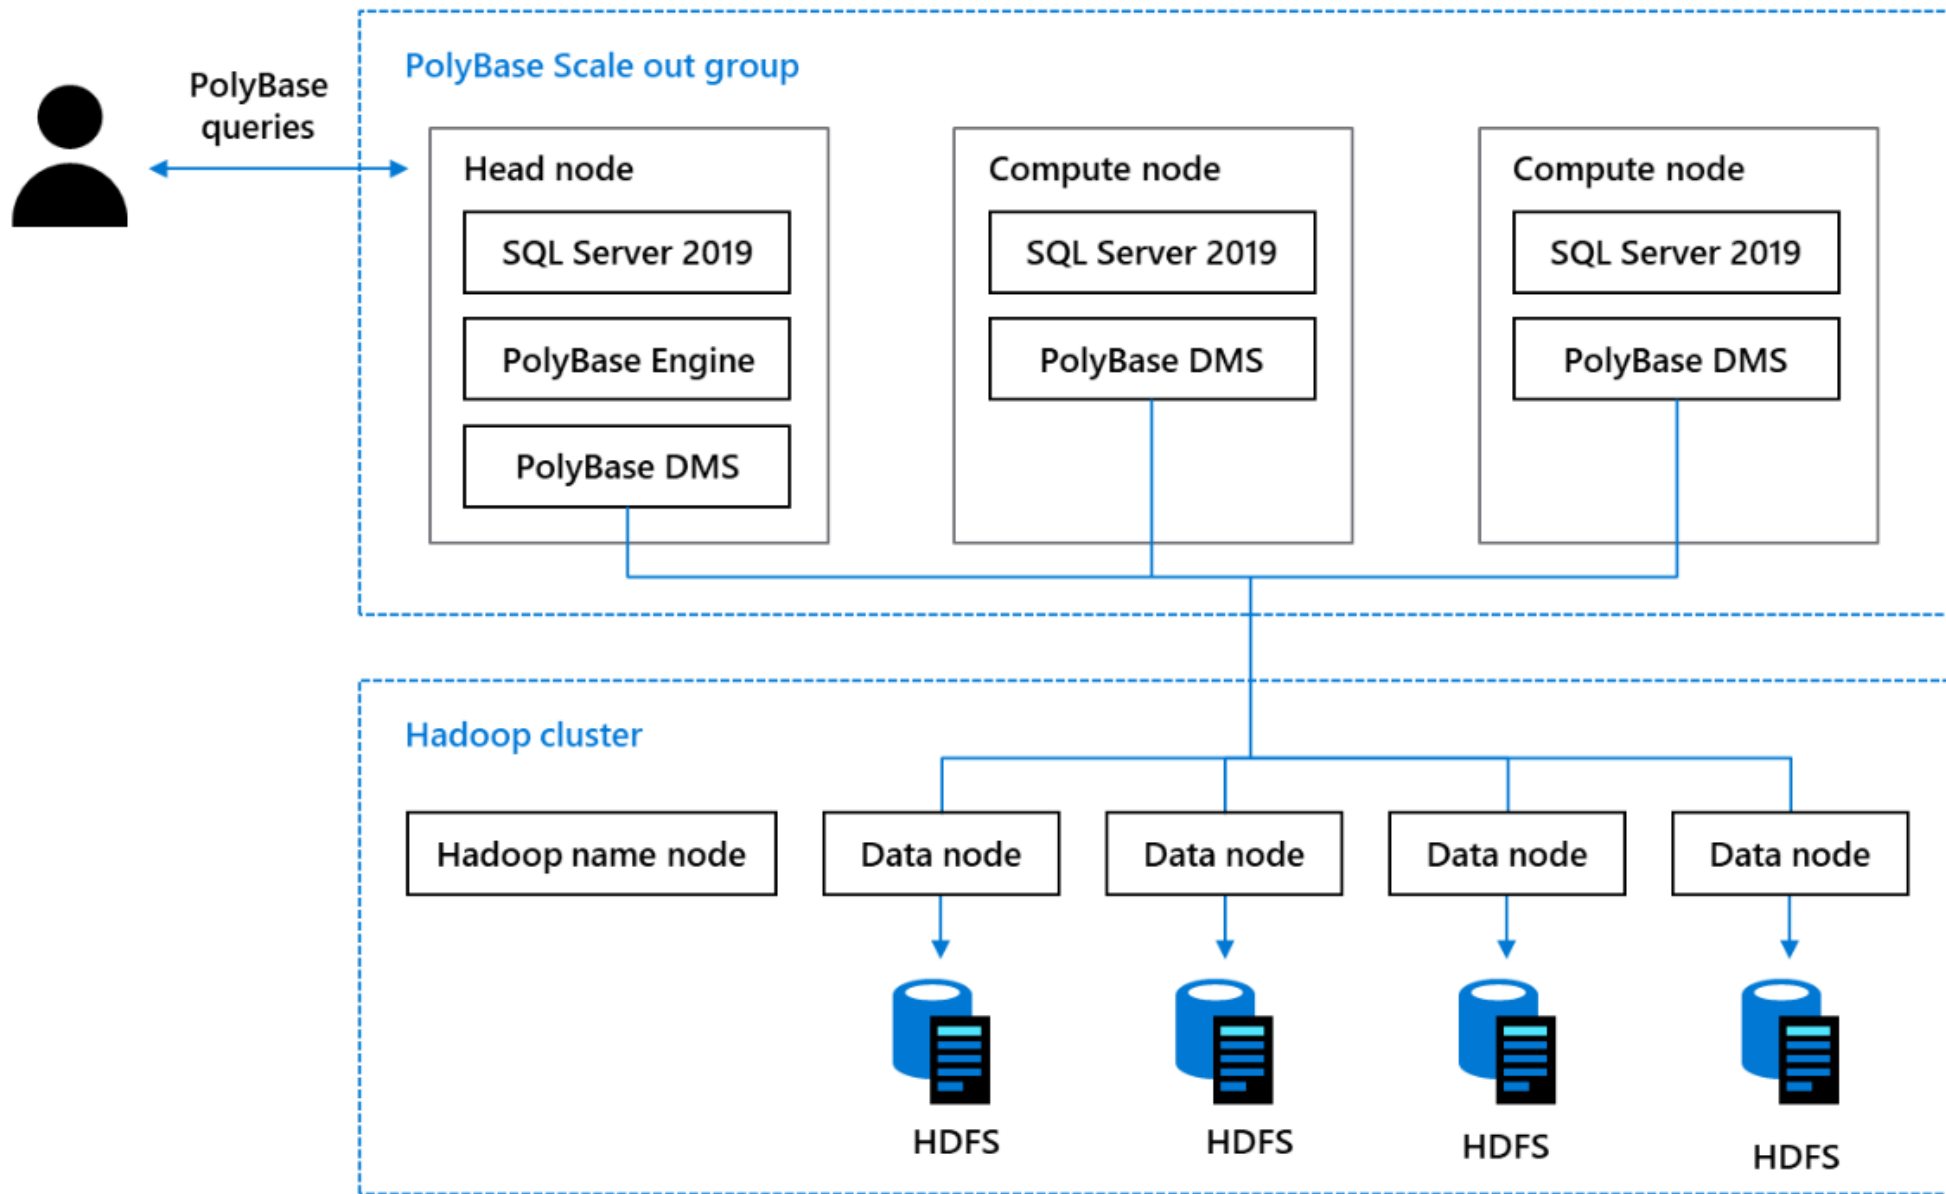 PolyBase
queries
PolyBase Scale out group
Head node
SQL Server 2019
PolyBase Engine
PolyBase DMS
Compute node
SQL Server 2019
PolyBase DMS
Compute node
SQL Server 2019
PolyBase DMS
Hadoop cluster
Hadoop name node
Data node
Data node
Data node
Data node
HDFS
HDFS
HDFS
HDFS